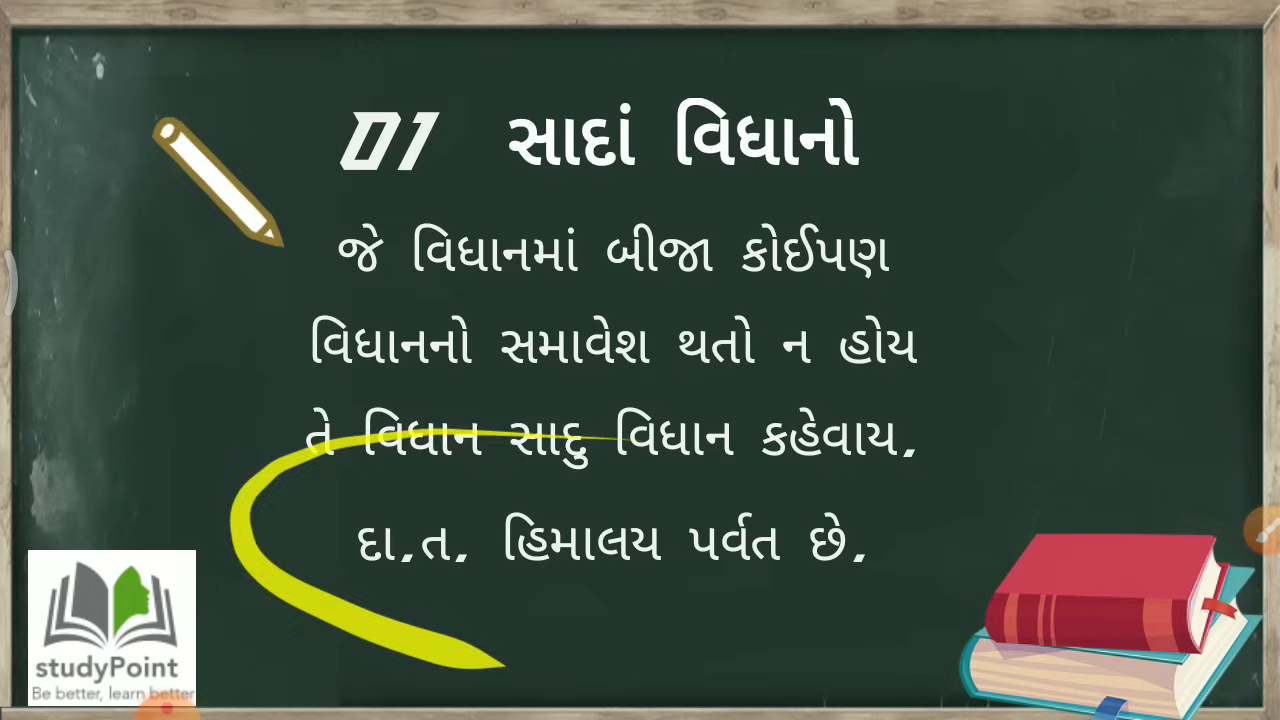 01 સાદાં વિધાનો
જે વિધાનમાં બીજા કોઈપણ
વિધાનનો સમાવેશ થતો ન હોય
તે વિધાન સાદુ વિધાન કહેવાય.
દા.ત. હિમાલય પર્વત છે.
studyPoint
Be better, learn better